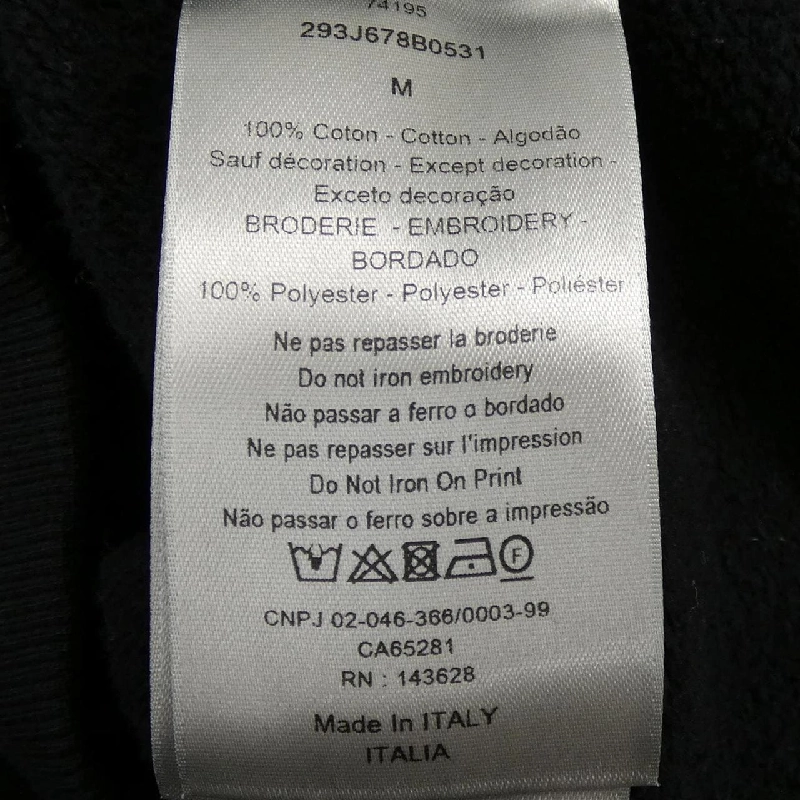 74195
293J678B0531
M
100% Coton - Cotton - Algodão
Sauf décoration - Except decoration -
Exceto decoração
BRODERIE - EMBROIDERY -
BORDADO
100% Polyester - Polyester - Poliéster
Ne pas repasser la broderie
Do not iron embroidery
Não passar a ferro o bordado
Ne pas repasser sur l'impression
Do Not Iron On Print
Não passar o ferro sobre a impressão
F
CNPJ 02-046-366/0003-99
CA65281
RN : 143628
Made In ITALY
ITALIA